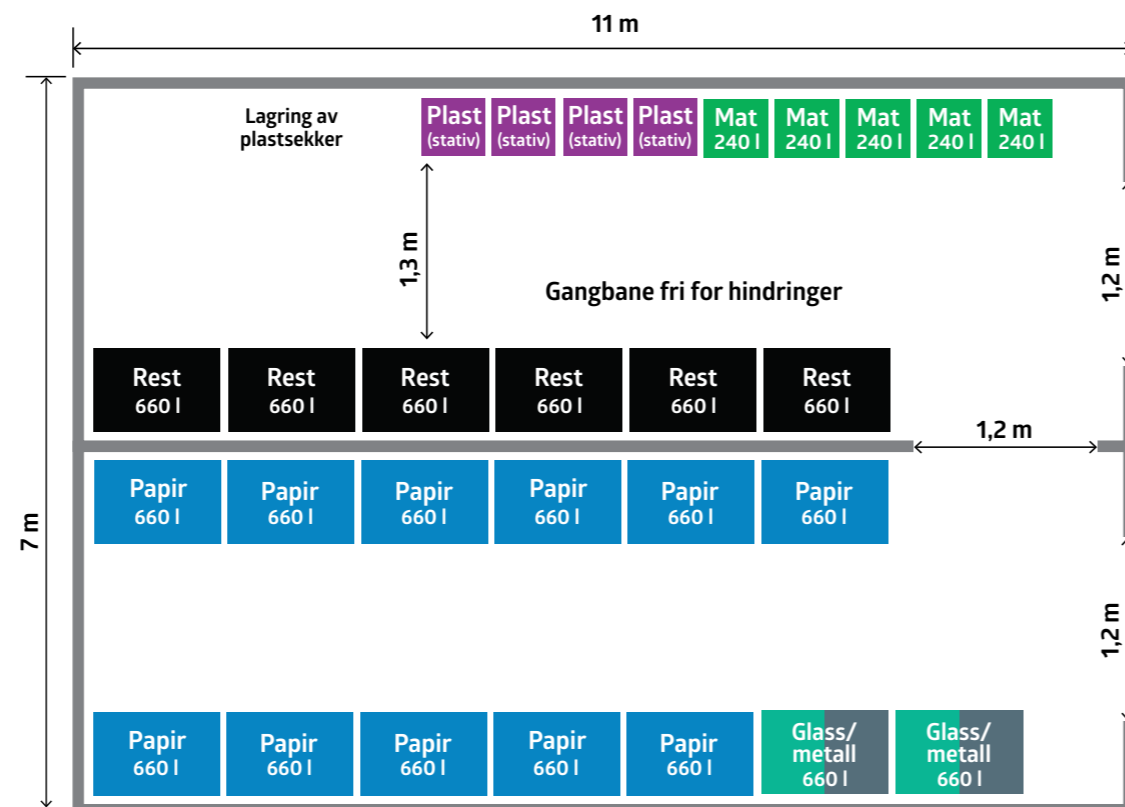 11 m
Lagring av
plastsekker
Plast Plast Plast Plast Mat Mat Mat Mat Mat
(stativ) (stativ) (stativ) (stativ) 240 l 240 l 240 l 240 l 240 l
1,3 m
1,2 m
Gangbane fri for hindringer
Rest Rest Rest Rest Rest Rest
660 l 660 l 660 l 660 l 660 l 660 l
1,2 m
7 m
Papir Papir Papir Papir Papir Papir
660 l 660 l 660 l 660 l 660 l 660 l
1,2 m
Papir Papir Papir Papir Papir Glass/ Glass/
metall metall
660 l 660 l 660 l 660 l 660 l 660 l 660 l